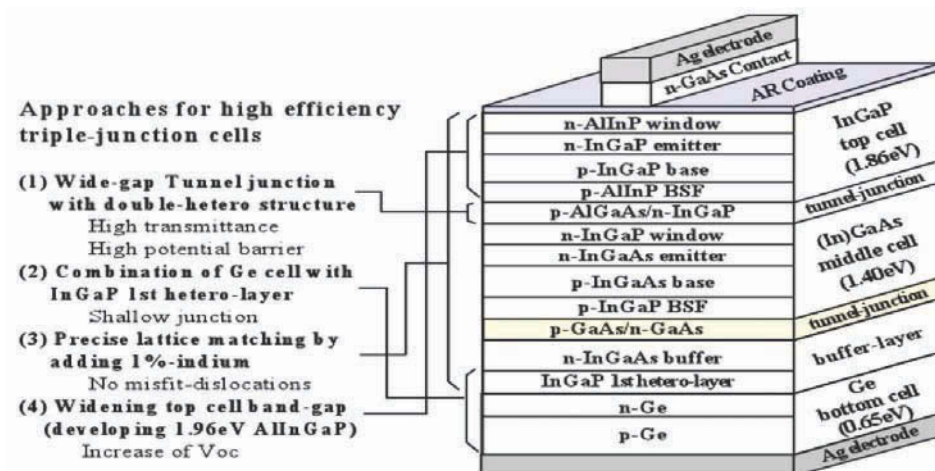 Approaches for high efficiency
triple-junction cells
(1) Wide-gap Tunnel junction
with double-hetero structure
High transmittance
High potential barrier
(2) Combination of Ge cell with
InGaP 1st hetero-layer
Shallow junction
(3) Precise lattice matching by
adding 1%-indium
No misfit-dislocations
(4) Widening top cell band-gap
(developing 1.96eV AlInGaP)
Increase of Voc
Ag electrode
n-GaAs Contact
AR Coating
n-AlInP window
n-InGaP emitter
p-InGaP base
p-AlInP BSF
p-AlGaAs/n-InGaP
n-InGaP window
n-InGaAs emitter
p-InGaAs base
p-InGaP BSF
p-GaAs/n-GaAs
n-InGaAs buffer
InGaP 1st hetero-layer
n-Ge
p-Ge
InGaP
top cell
(1.86eV)
tunnel-junction
(In)GaAs
middle cell
(1.40eV)
tunnel-junction
buffer-layer
Ge
bottom cell
(0.65eV)
Ag electrode